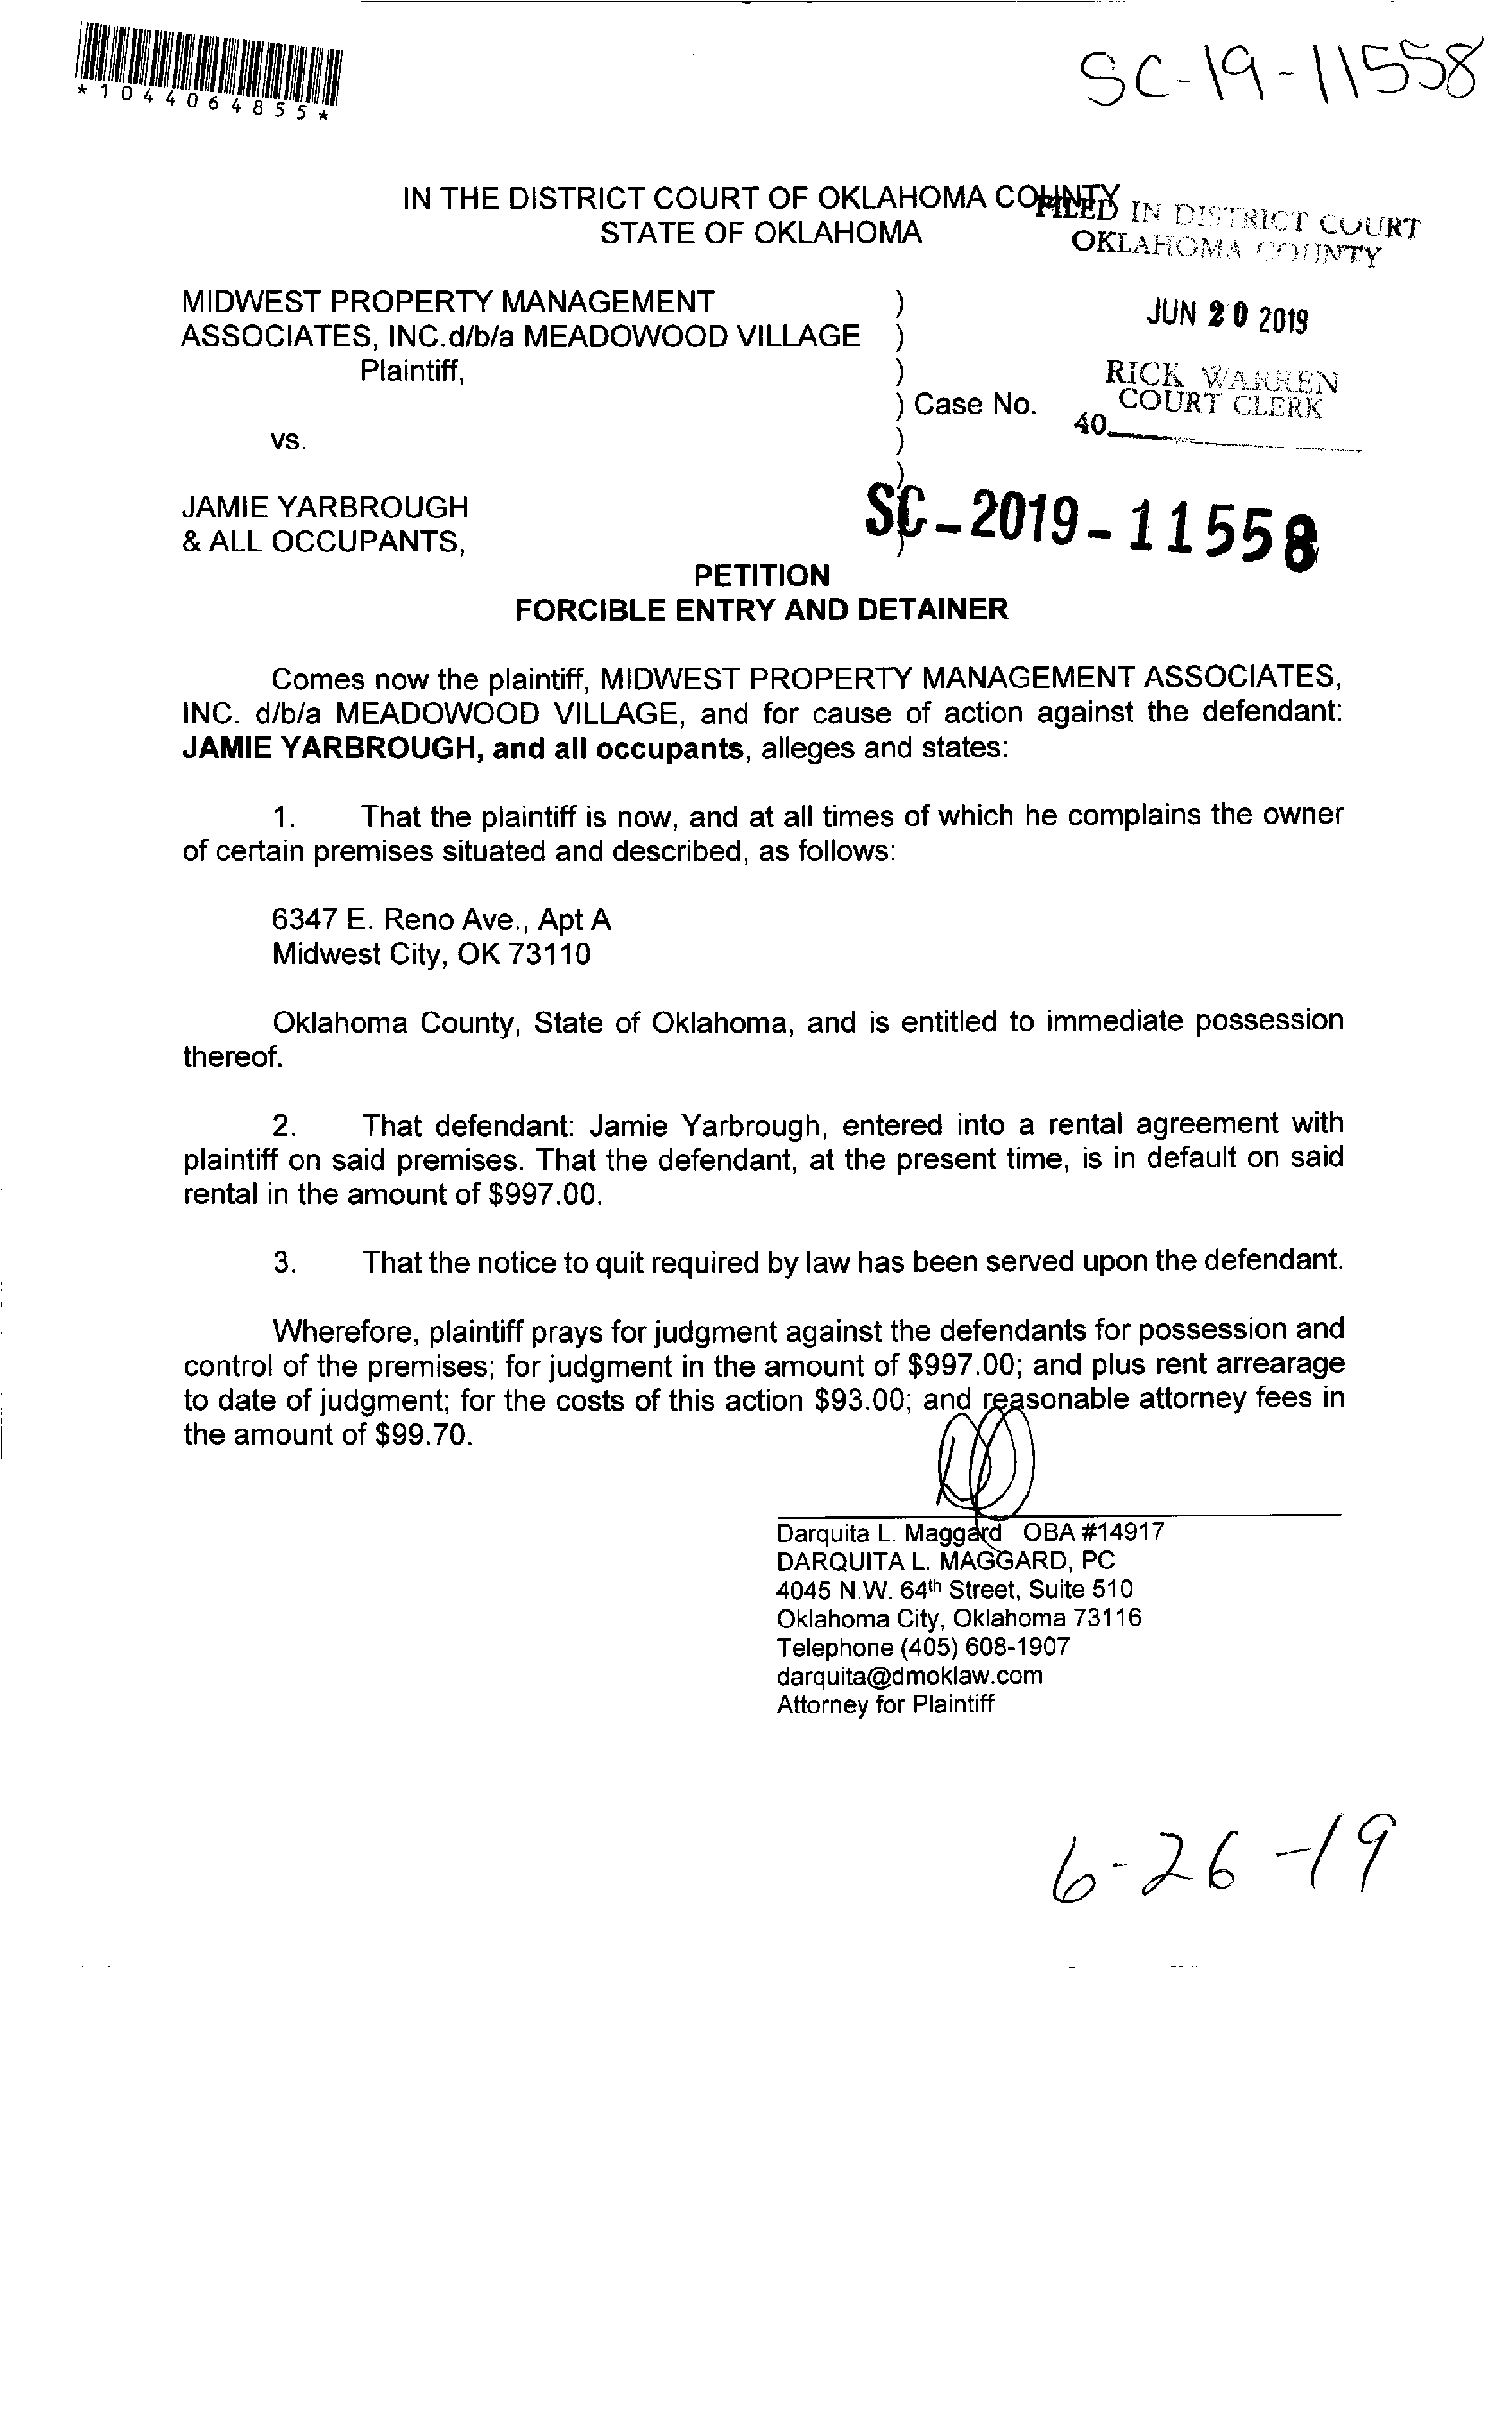 *1044064855*
SC-19-11558
IN THE DISTRICT COURT OF OKLAHOMA COUNTY
STATE OF OKLAHOMA
FILED IN DISTRICT COURT
OKLAHOMA COUNTY
JUN 20 2019
RICK WARREN
COURT CLERK
40
MIDWEST PROPERTY MANAGEMENT )
ASSOCIATES, INC.d/b/a MEADOWOOD VILLAGE )
Plaintiff, )
) Case No.
vs. )
)
JAMIE YARBROUGH
& ALL OCCUPANTS, )
SC-2019-11558
PETITION
FORCIBLE ENTRY AND DETAINER
Comes now the plaintiff, MIDWEST PROPERTY MANAGEMENT ASSOCIATES,
INC. d/b/a MEADOWOOD VILLAGE, and for cause of action against the defendant:
JAMIE YARBROUGH, and all occupants, alleges and states:
1. That the plaintiff is now, and at all times of which he complains the owner
of certain premises situated and described, as follows:
6347 E. Reno Ave., Apt A
Midwest City, OK 73110
Oklahoma County, State of Oklahoma, and is entitled to immediate possession
thereof.
2. That defendant: Jamie Yarbrough, entered into a rental agreement with
plaintiff on said premises. That the defendant, at the present time, is in default on said
rental in the amount of $997.00.
3. That the notice to quit required by law has been served upon the defendant.
Wherefore, plaintiff prays for judgment against the defendants for possession and
control of the premises; for judgment in the amount of $997.00; and plus rent arrearage
to date of judgment; for the costs of this action $93.00; and reasonable attorney fees in
the amount of $99.70.
Darquita L. Maggard OBA #14917
DARQUITA L. MAGGARD, PC
4045 N.W. 64th Street, Suite 510
Oklahoma City, Oklahoma 73116
Telephone (405) 608-1907
darquita@dmoklaw.com
Attorney for Plaintiff
6-26-19